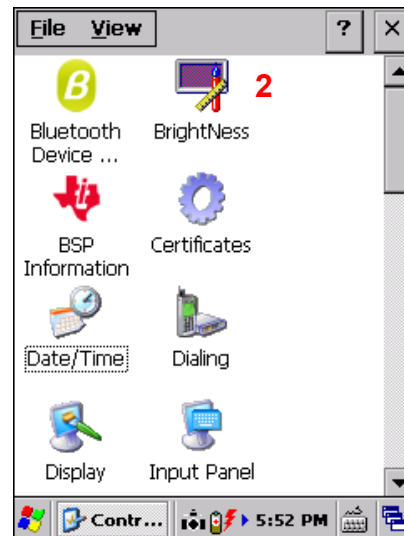 File View ? ×
2
Bluetooth
Device ...
BrightNess
BSP
Information
Certificates
Date/Time
Dialing
Display
Input Panel
Contr... 5:52 PM